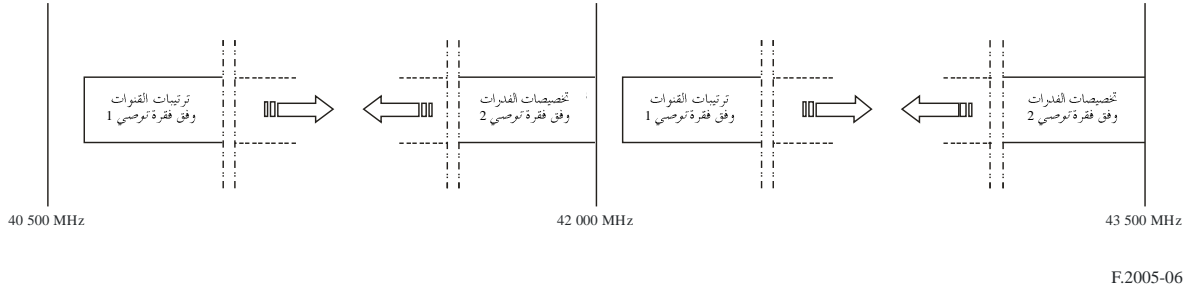 ترتيبات القنوات
وفق فقرة توصي 1
تخصيصات الفدرات
وفق فقرة توصي 2
ترتيبات القنوات
وفق فقرة توصي 1
تخصيصات الفدرات
وفق فقرة توصي 2
40 500 MHz
42 000 MHz
43 500 MHz
F.2005-06